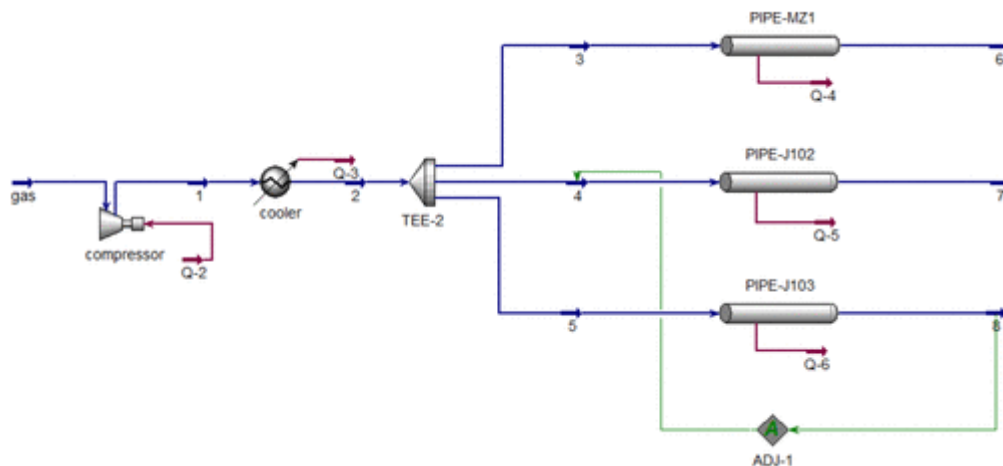 PIPE-MZ1
3
6
Q-4
PIPE-J102
gas
1
Q-3
2
4
7
cooler
TEE-2
Q-5
compressor
Q-2
PIPE-J103
5
8
Q-6
A
ADJ-1